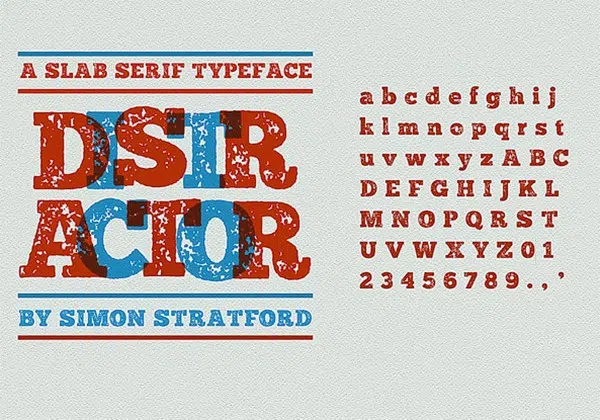 A SLAB SERIF TYPEFACE
DISTR
ACTOR
BY SIMON STRATFORD
a b c d e f g h i j
k l m n o p q r s t
u v w x y z A B C
D E F G H I J K L
M N O P Q R S T
U V W X Y Z 0 1
2 3 4 5 6 7 8 9 . , '